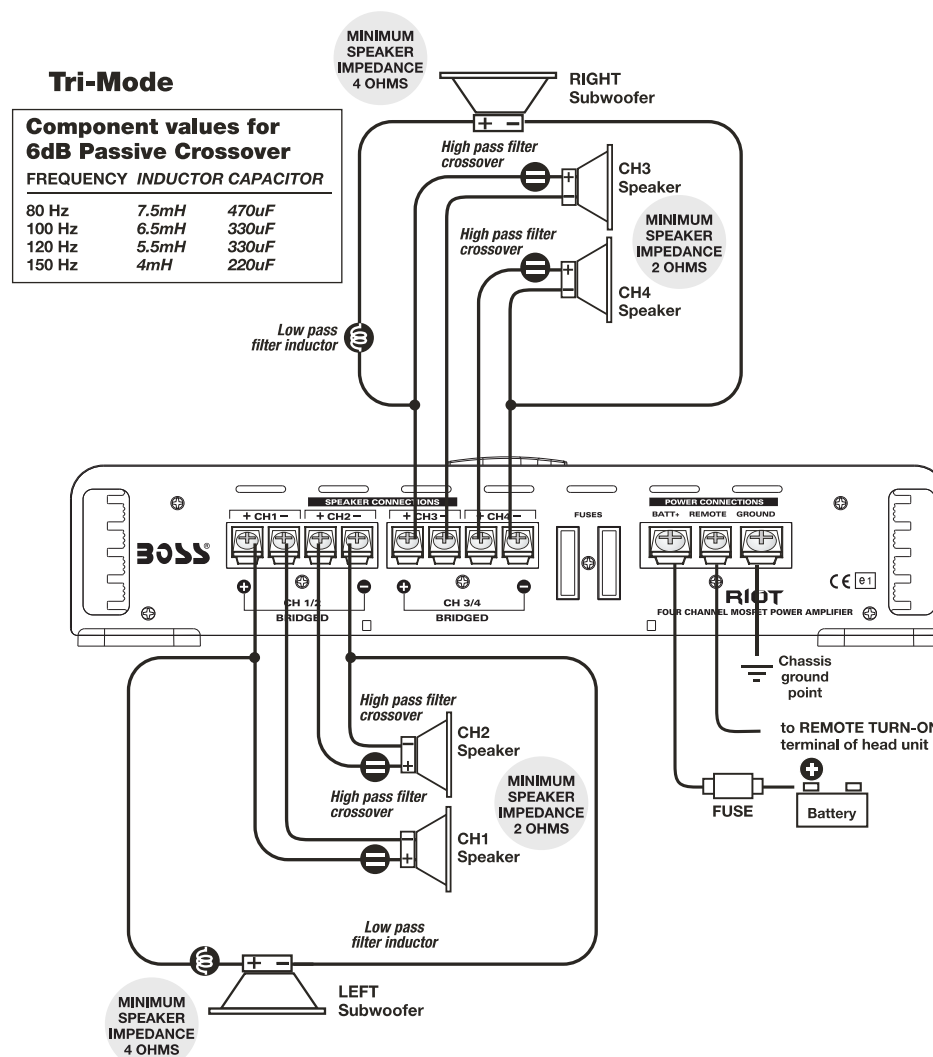 Tri-Mode
Component values for
6dB Passive Crossover
FREQUENCY INDUCTOR CAPACITOR
80 Hz 7.5mH 470uF
100 Hz 6.5mH 330uF
120 Hz 5.5mH 330uF
150 Hz 4mH 220uF
MINIMUM
SPEAKER
IMPEDANCE
4 OHMS
RIGHT
Subwoofer
+ −
High pass filter
crossover
+
−
CH3
Speaker
MINIMUM
SPEAKER
IMPEDANCE
2 OHMS
High pass filter
crossover
+
−
CH4
Speaker
Low pass
filter inductor
SPEAKER CONNECTIONS
+ CH1 − + CH2 − + CH3 − + CH4 −
FUSES
POWER CONNECTIONS
BATT+ REMOTE GROUND
BOSS®
+ −
CH 1/2
BRIDGED
+ −
CH 3/4
BRIDGED
CE e1
RIOT
FOUR CHANNEL MOSFET POWER AMPLIFIER
Chassis
ground
point
to REMOTE TURN-ON
terminal of head unit
FUSE
+
Battery
High pass filter
crossover
−
+
CH2
Speaker
MINIMUM
SPEAKER
IMPEDANCE
2 OHMS
High pass filter
crossover
−
+
CH1
Speaker
Low pass
filter inductor
+ −
LEFT
Subwoofer
MINIMUM
SPEAKER
IMPEDANCE
4 OHMS